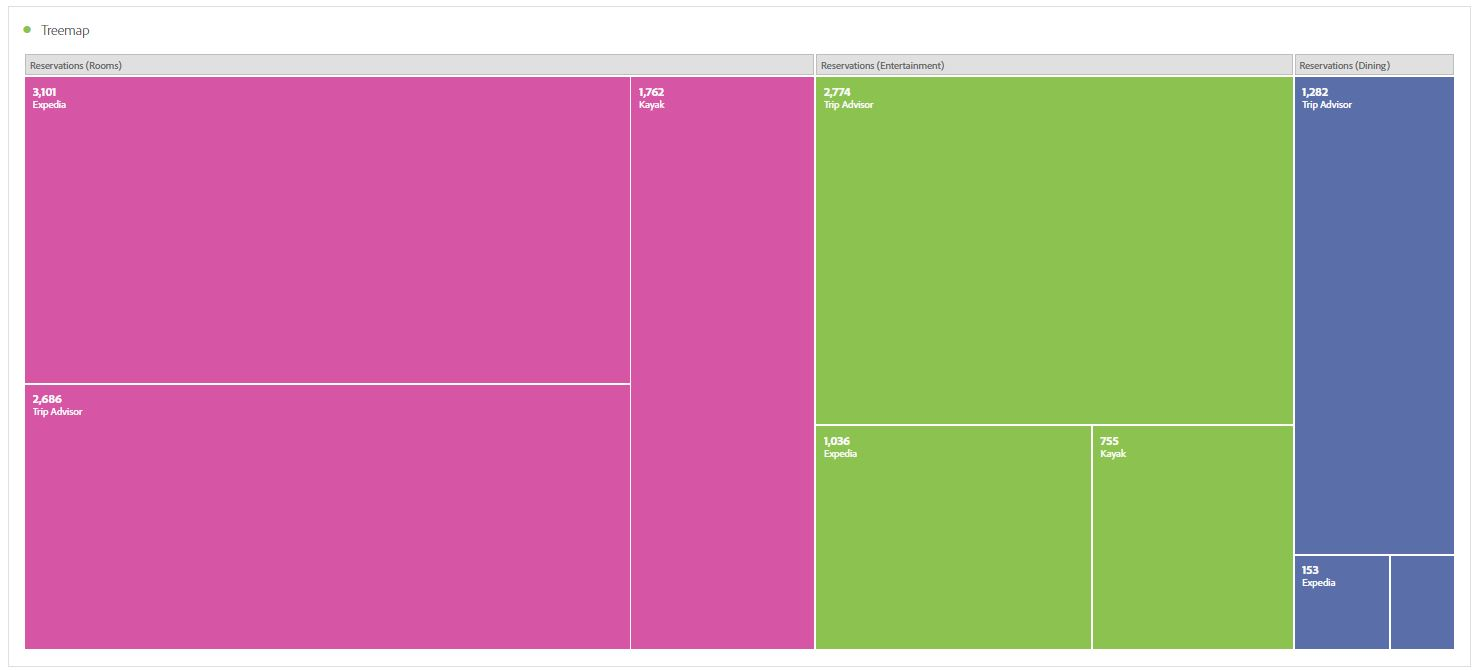 Treemap
Reservations (Rooms)
3,101
Expedia
1,762
Kayak
2,686
Trip Advisor
Reservations (Entertainment)
2,774
Trip Advisor
1,036
Expedia
755
Kayak
Reservations (Dining)
1,282
Trip Advisor
153
Expedia